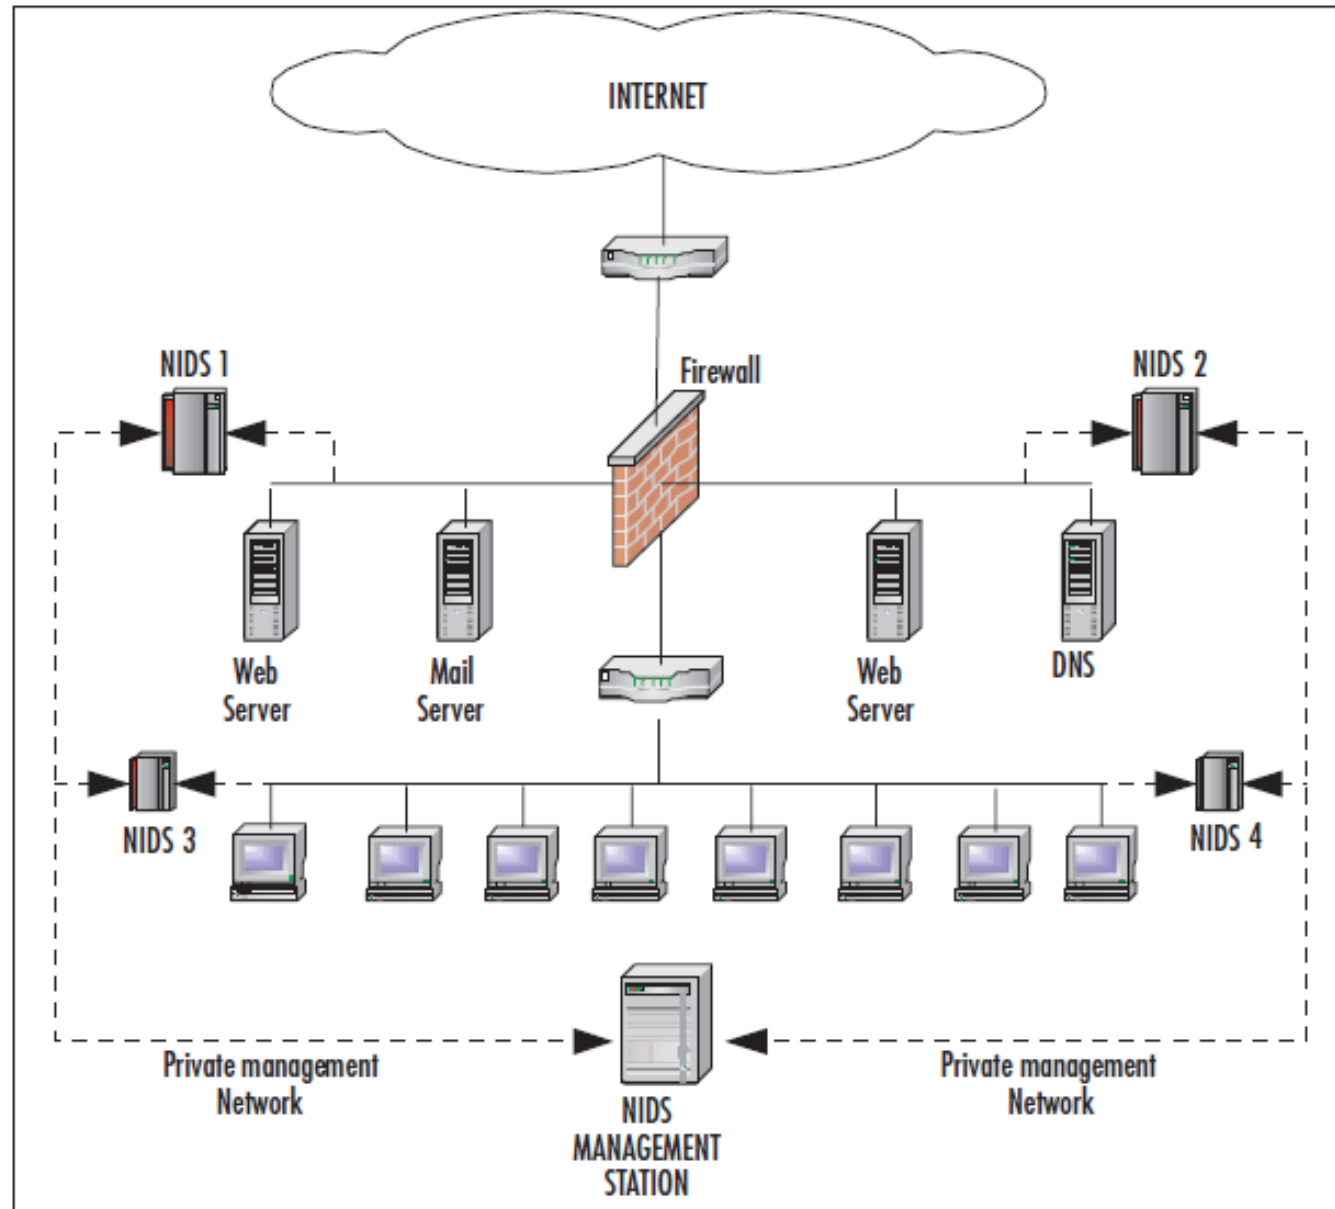 INTERNET
NIDS 1
Firewall
NIDS 2
Web
Server
Mail
Server
Web
Server
DNS
NIDS 3
NIDS 4
Private management
Network
NIDS
MANAGEMENT
STATION
Private management
Network